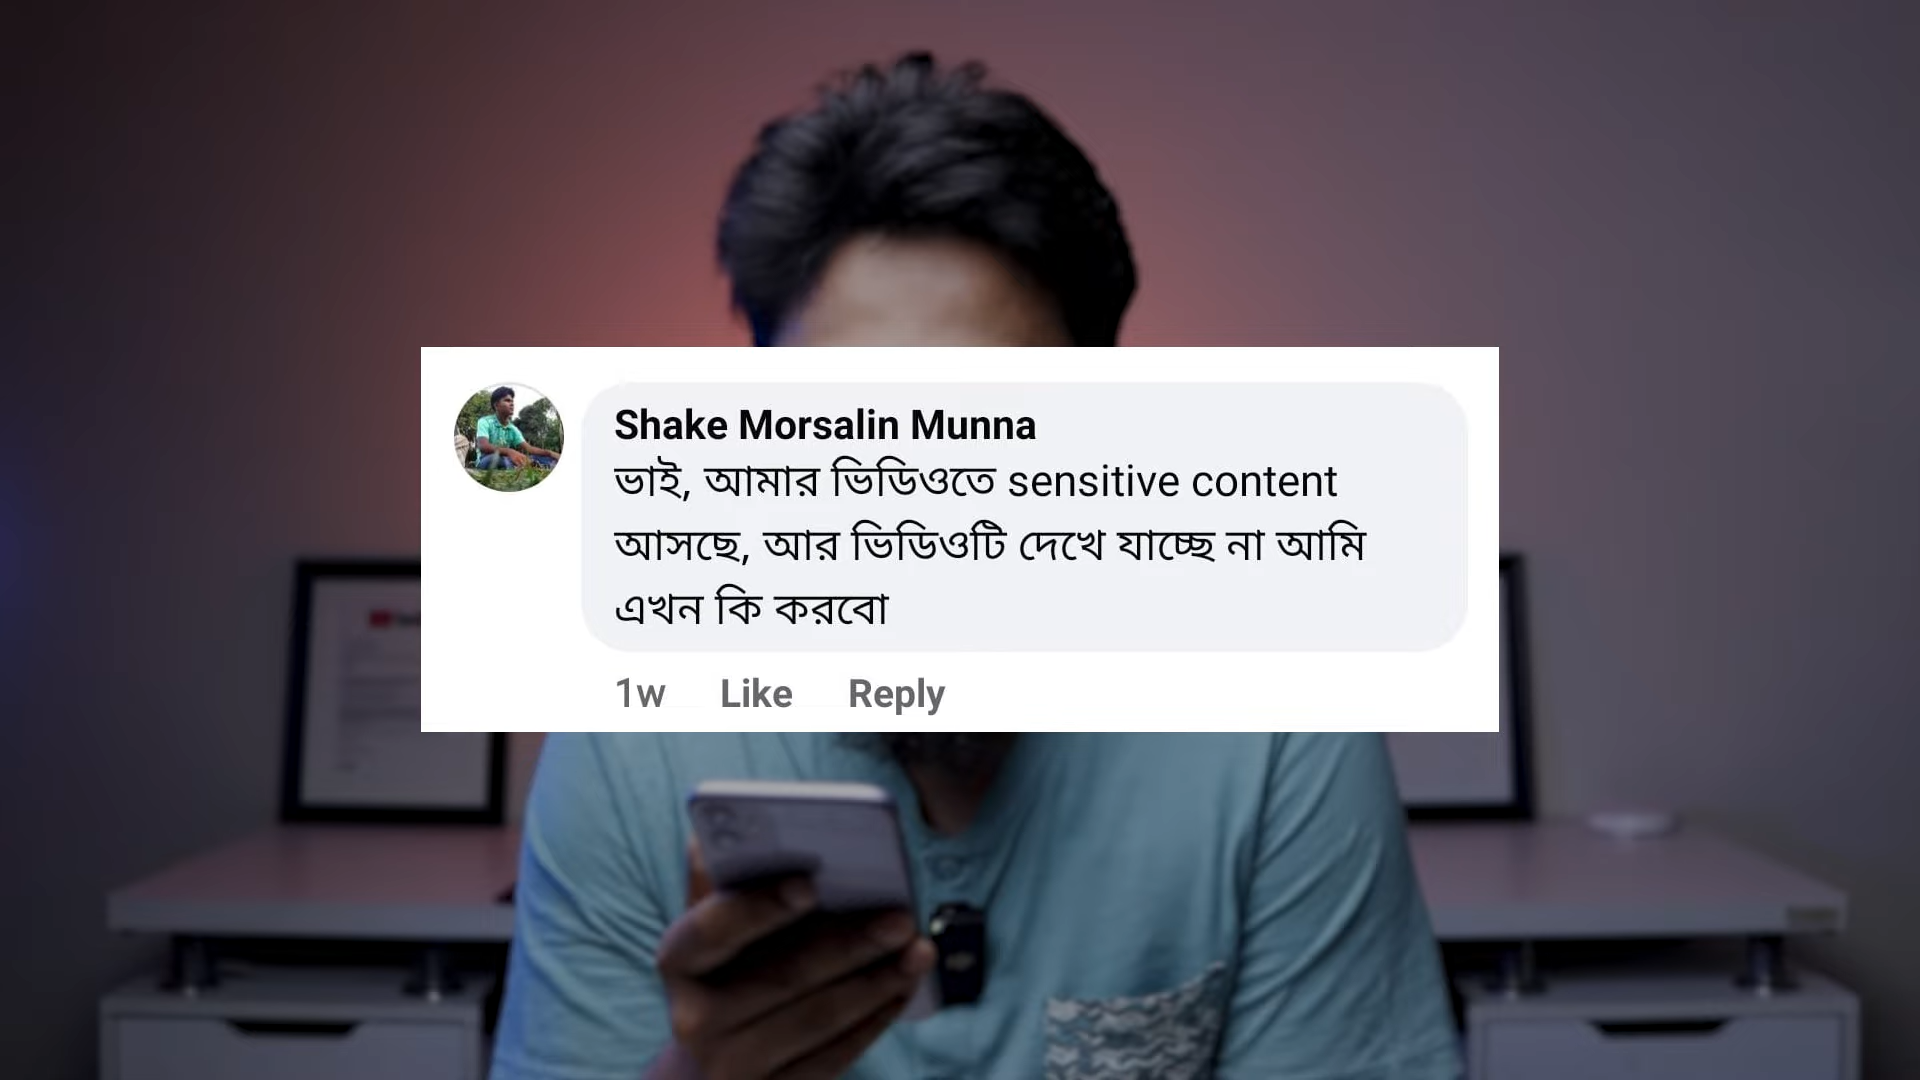 Shake Morsalin Munna
ভাই, আমার ভিডিওতে sensitive content
আসছে, আর ভিডিওটি দেখে যাচ্ছে না আমি
এখন কি করবো
1w Like Reply